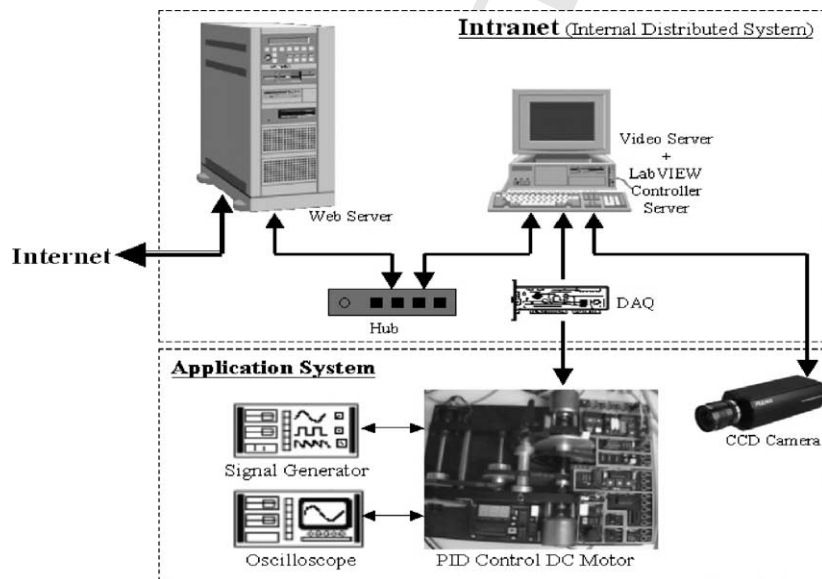 Intranet (Internal Distributed System)
Video Server
+
LabVIEW
Controller
Server
Web Server
Internet
Hub
DAQ
Application System
Signal Generator
Oscilloscope
PID Control DC Motor
CCD Camera